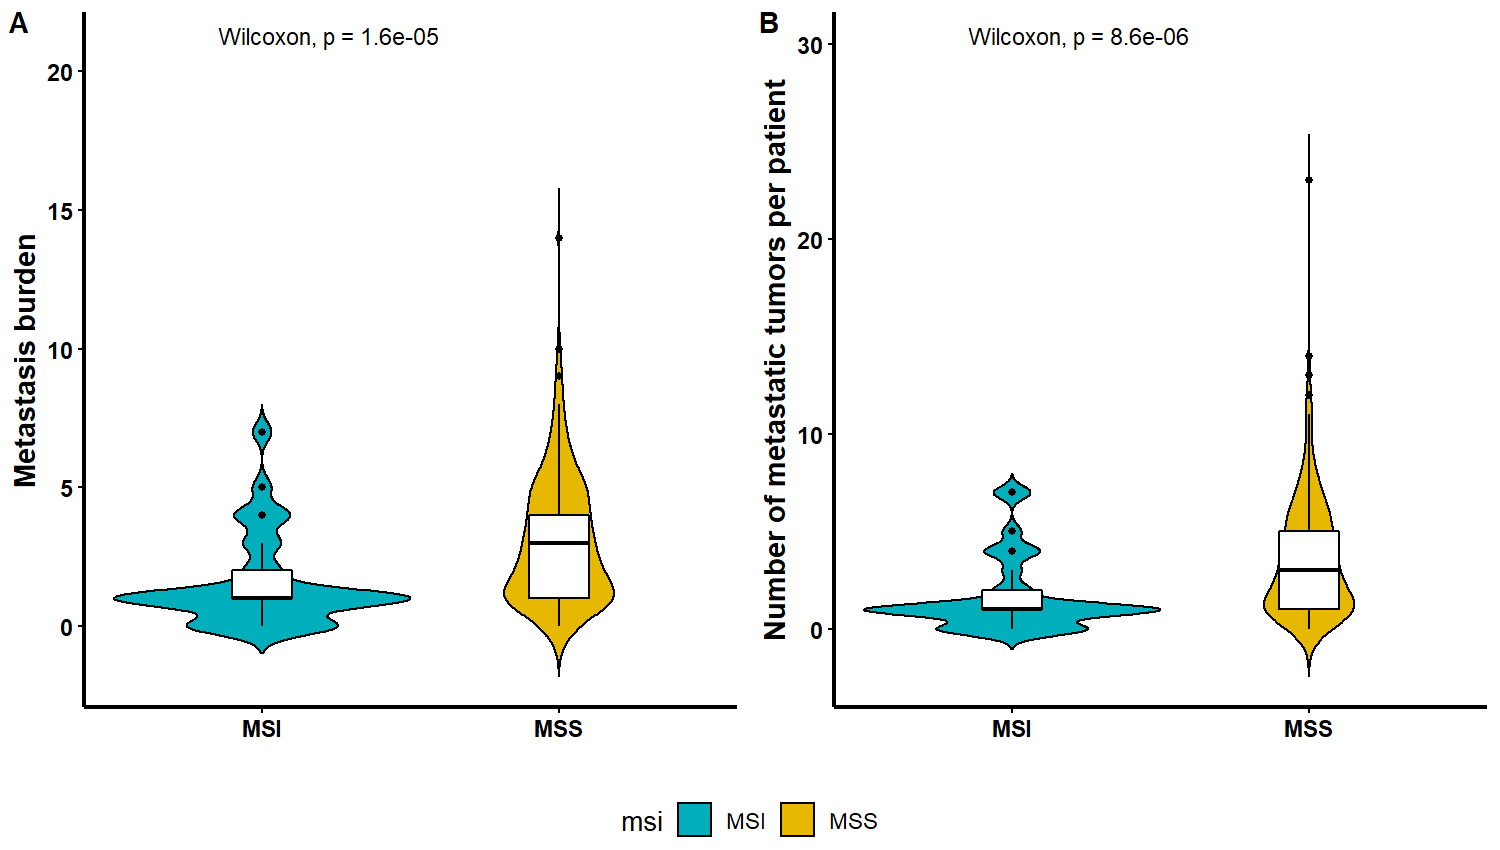 A
Wilcoxon, p = 1.6e-05
Metastasis burden
20
15
10
5
0
MSI
MSS
B
Wilcoxon, p = 8.6e-06
Number of metastatic tumors per patient
30
20
10
0
MSI
MSS
msi
MSI
MSS